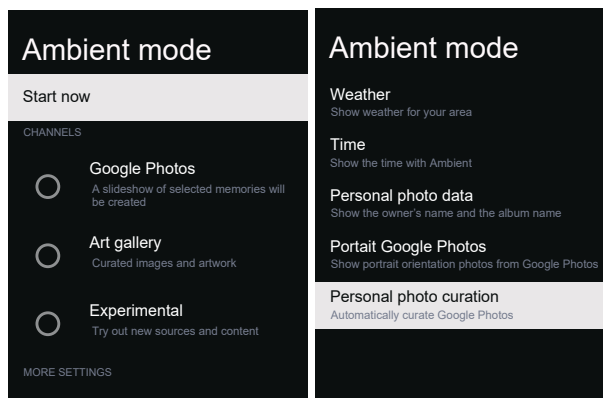 Ambient mode
Start now
CHANNELS
Google Photos
A slideshow of selected memories will
be created
Art gallery
Curated images and artwork
Experimental
Try out new sources and content
MORE SETTINGS
Ambient mode
Weather
Show weather for your area
Time
Show the time with Ambient
Personal photo data
Show the owner's name and the album name
Portait Google Photos
Show portrait orientation photos from Google Photos
Personal photo curation
Automatically curate Google Photos